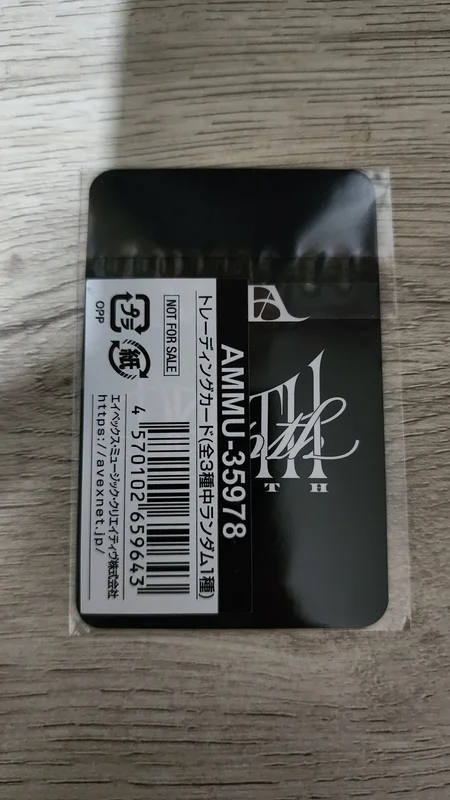 AMMU-35978
トレーディングカード(全3種中ランダム1種)
NOT FOR SALE
プラ
紙
OPP
4 570102 659643
エイベックス・ミュージック・クリエイティヴ株式会社
https://avexnet.jp/
EA
TH
T H